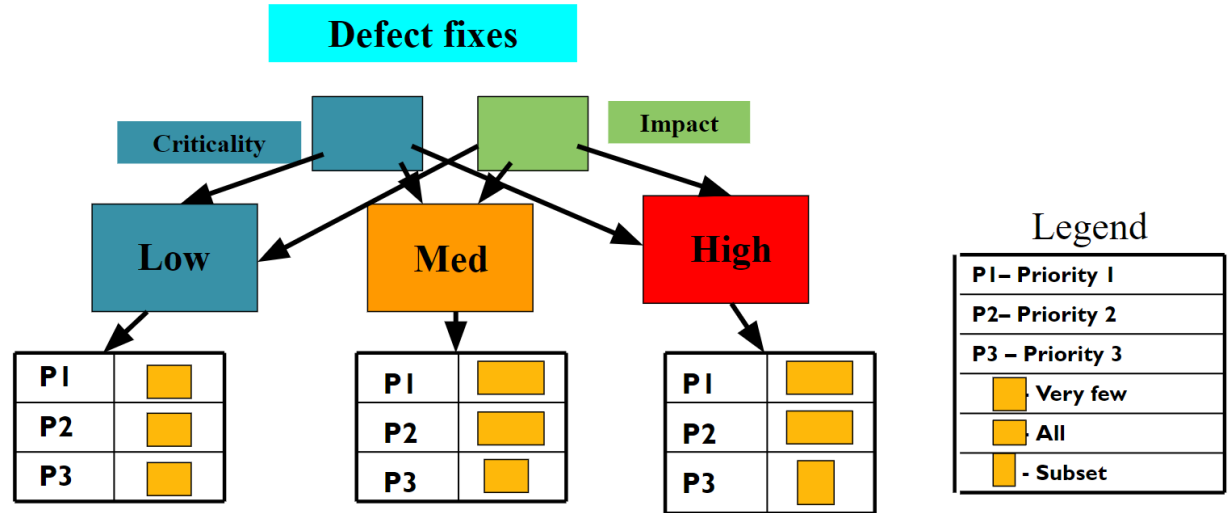 Defect fixes
Criticality
Impact
Low
Med
High
P1
P2
P3
P1
P2
P3
P1
P2
P3
Legend
P1– Priority 1
P2– Priority 2
P3 – Priority 3
- Very few
- All
- Subset